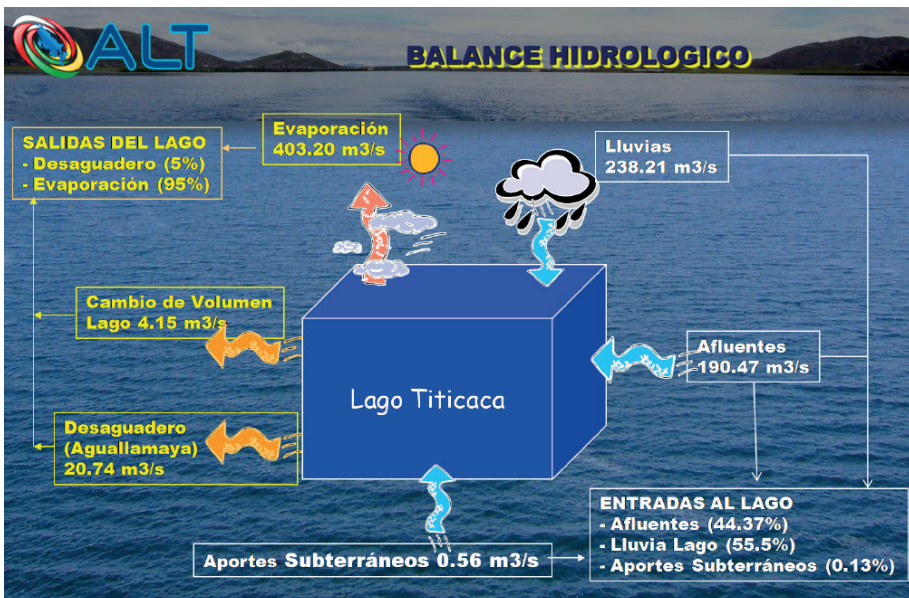 ALT
BALANCE HIDROLOGICO
SALIDAS DEL LAGO
- Desaguadero (5%)
- Evaporación (95%)
Evaporación
403.20 m3/s
Lluvias
238.21 m3/s
Cambio de Volumen
Lago 4.15 m3/s
Afluentes
190.47 m3/s
Lago Titicaca
Desaguadero
(Aguallamaya)
20.74 m3/s
ENTRADAS AL LAGO
- Afluentes (44.37%)
- Lluvia Lago (55.5%)
- Aportes Subterráneos (0.13%)
Aportes Subterráneos 0.56 m3/s